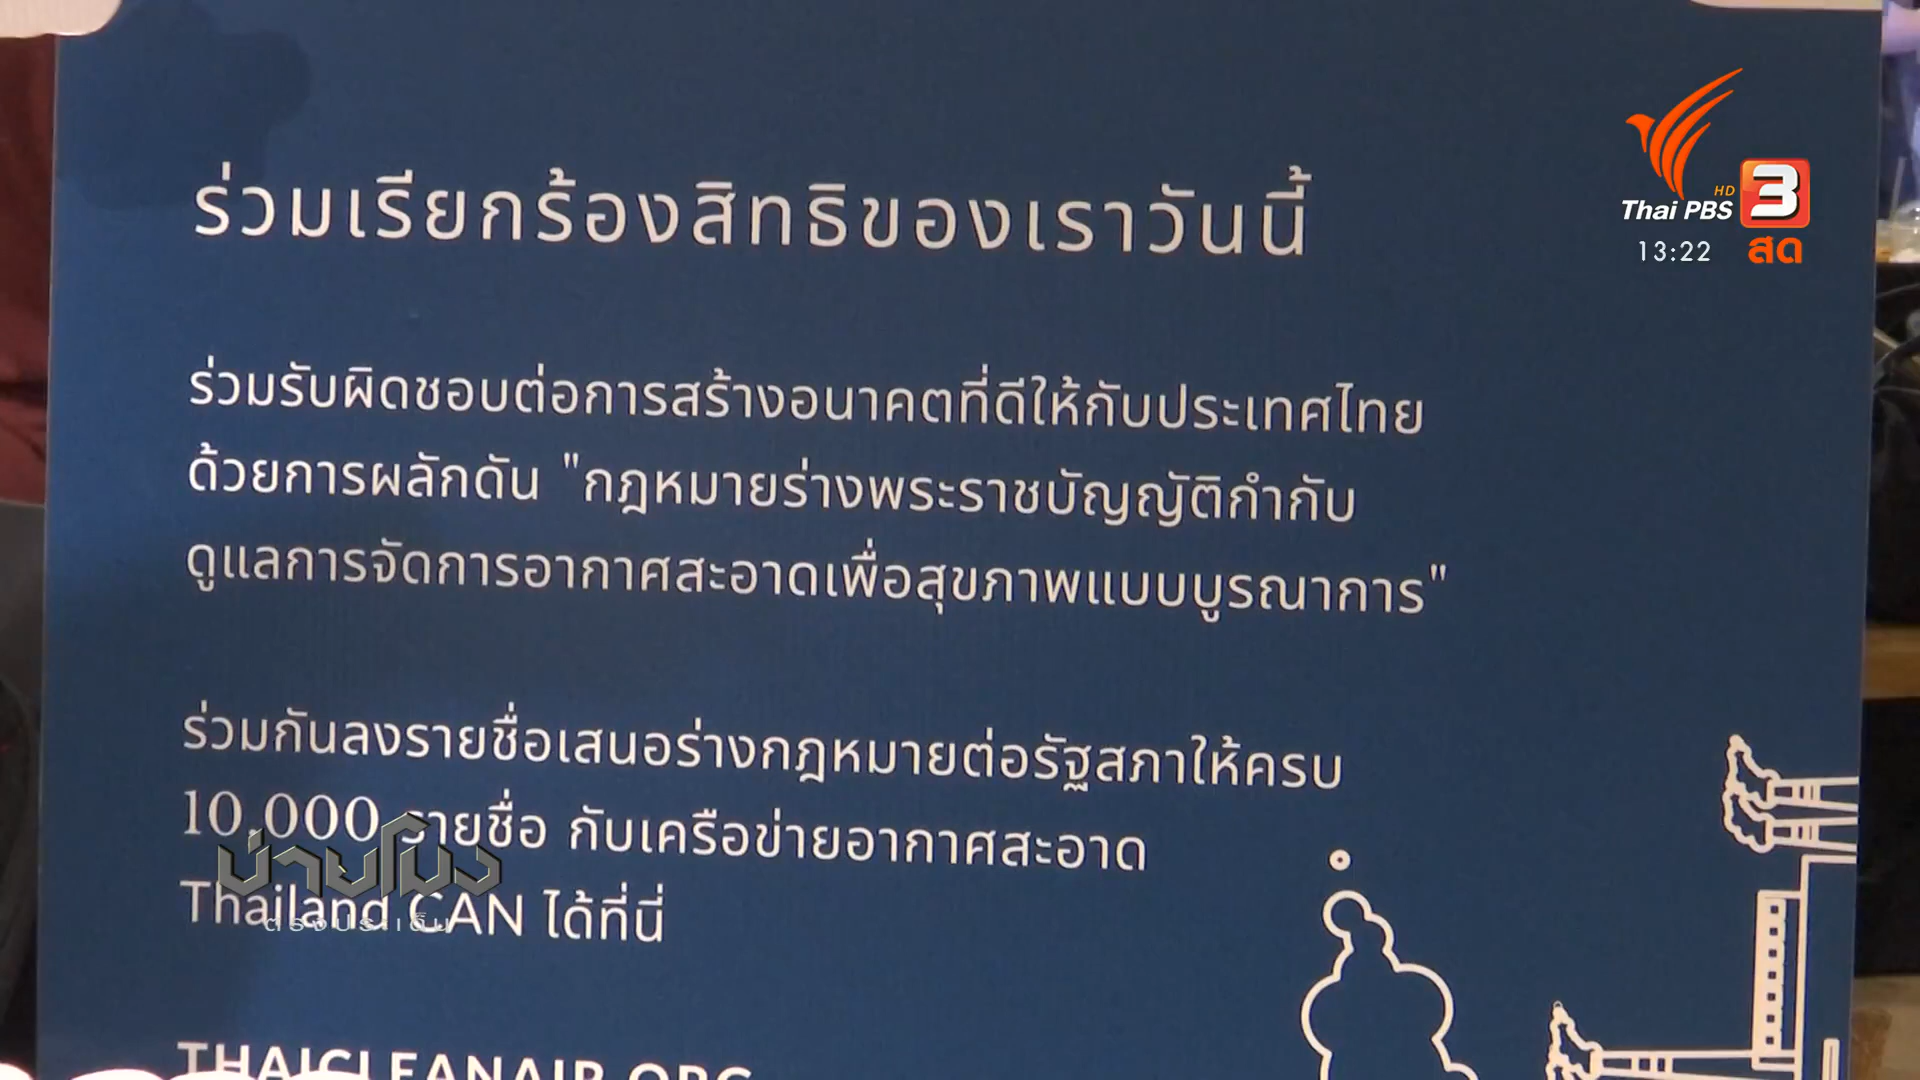 ร่วมเรียกร้องสิทธิของเราวันนี้
ร่วมรับผิดชอบต่อการสร้างอนาคตที่ดีให้กับประเทศไทย
ด้วยการผลักดัน "กฎหมายร่างพระราชบัญญัติกำกับ
ดูแลการจัดการอากาศสะอาดเพื่อสุขภาพแบบบูรณาการ"
ร่วมกันลงรายชื่อเสนอร่างกฎหมายต่อรัฐสภาให้ครบ
10,000 รายชื่อ กับเครือข่ายอากาศสะอาด
Thailand CAN ได้ที่นี่
THAICLEANAIR.ORG
HD
Thai PBS 3
13:22 สด
บ่ายโมง
ตรงประเด็น